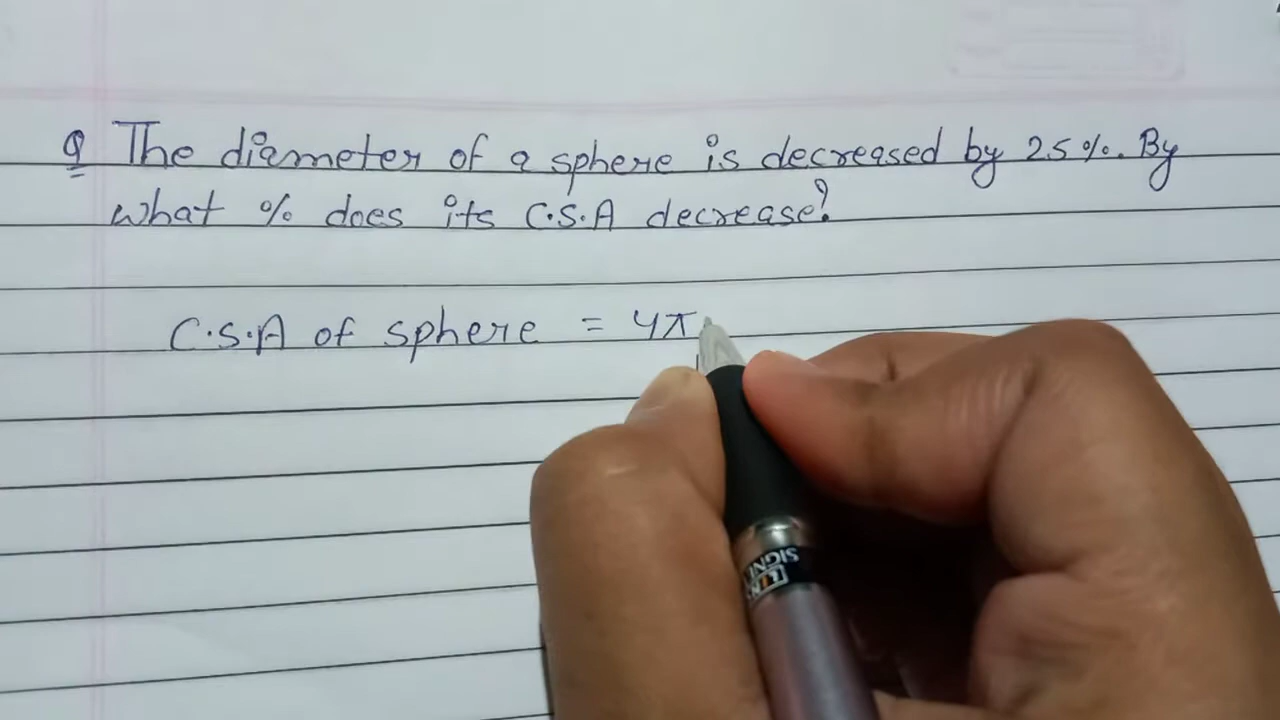 Q The diameter of a sphere is decreased by 25%. By
what % does its C.S.A decrease?
C.S.A of sphere = 4π